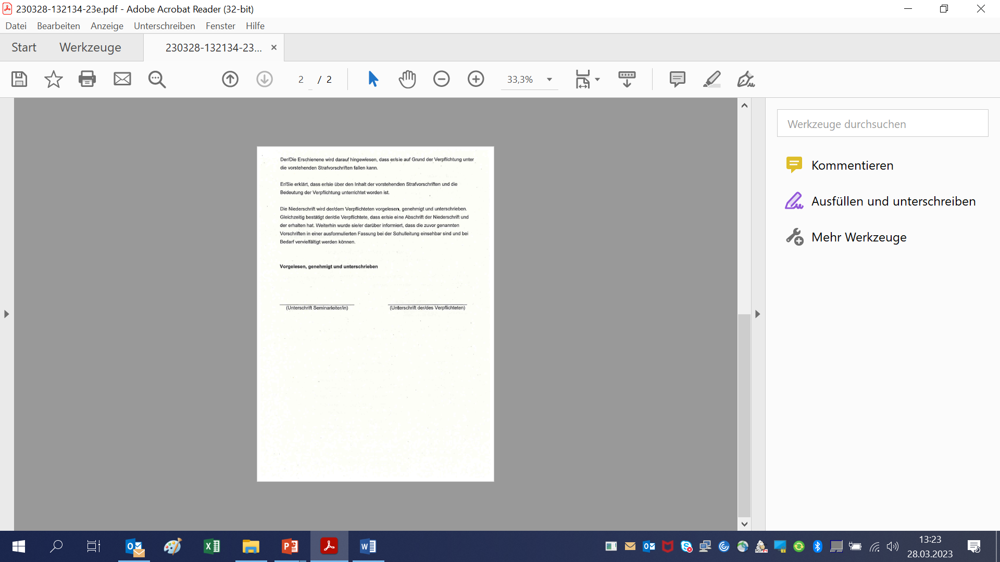 230328-132134-23e.pdf - Adobe Acrobat Reader (32-bit)
Datei Bearbeiten Anzeige Unterschreiben Fenster Hilfe
Start Werkzeuge 230328-132134-23... ×
2 / 2 33,3%
Werkzeuge durchsuchen
Kommentieren
Ausfüllen und unterschreiben
Mehr Werkzeuge
Der/Die Erschienene wird darauf hingewiesen, dass er/sie auf Grund der Verpflichtung unter
die vorstehenden Strafvorschriften fallen kann.
Er/Sie erklärt, dass er/sie über den Inhalt der vorstehenden Strafvorschriften und die
Bedeutung der Verpflichtung unterrichtet worden ist.
Die Niederschrift wird der/dem Verpflichteten vorgelesen, genehmigt und unterschrieben.
Gleichzeitig bestätigt der/die Verpflichtete, dass er/sie eine Abschrift der Niederschrift und
der erhalten hat. Weiterhin wurde sie/er darüber informiert, dass die zuvor genannten
Vorschriften in einer ausformulierten Fassung bei der Schulleitung einsehbar sind und bei
Bedarf vervielfältigt werden können.
Vorgelesen, genehmigt und unterschrieben
(Unterschrift Seminarleiter/in) (Unterschrift der/des Verpflichteten)
13:23
28.03.2023